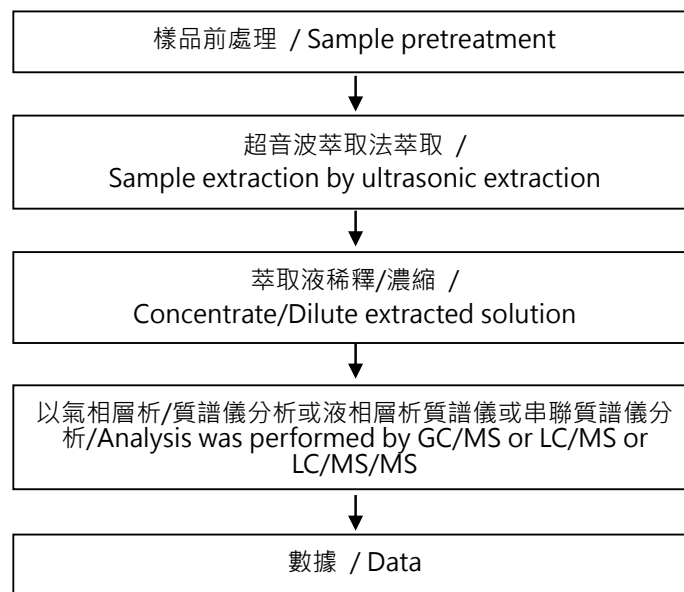 樣品前處理 / Sample pretreatment
超音波萃取法萃取 /
Sample extraction by ultrasonic extraction
萃取液稀釋/濃縮 /
Concentrate/Dilute extracted solution
以氣相層析/質譜儀分析或液相層析質譜儀或串聯質譜儀分
析/Analysis was performed by GC/MS or LC/MS or
LC/MS/MS
數據 / Data